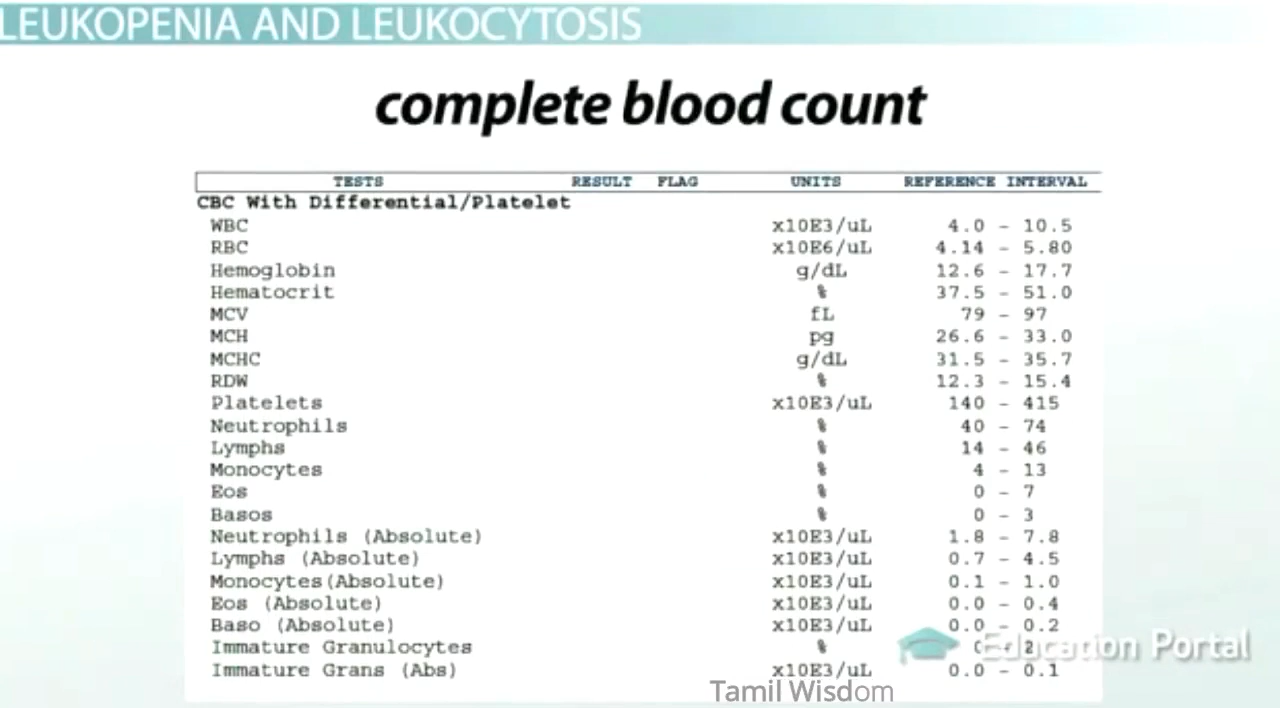 LEUKOPENIA AND LEUKOCYTOSIS
complete blood count
TESTS RESULT FLAG UNITS REFERENCE INTERVAL
CBC With Differential/Platelet
WBC x10E3/uL 4.0 - 10.5
RBC x10E6/uL 4.14 - 5.80
Hemoglobin g/dL 12.6 - 17.7
Hematocrit % 37.5 - 51.0
MCV fL 79 - 97
MCH pg 26.6 - 33.0
MCHC g/dL 31.5 - 35.7
RDW % 12.3 - 15.4
Platelets x10E3/uL 140 - 415
Neutrophils % 40 - 74
Lymphs % 14 - 46
Monocytes % 4 - 13
Eos % 0 - 7
Basos % 0 - 3
Neutrophils (Absolute) x10E3/uL 1.8 - 7.8
Lymphs (Absolute) x10E3/uL 0.7 - 4.5
Monocytes(Absolute) x10E3/uL 0.1 - 1.0
Eos (Absolute) x10E3/uL 0.0 - 0.4
Baso (Absolute) x10E3/uL 0.0 - 0.2
Immature Granulocytes % 0 - 2
Education Portal
Immature Grans (Abs) x10E3/uL 0.0 - 0.1
Tamil Wisdom